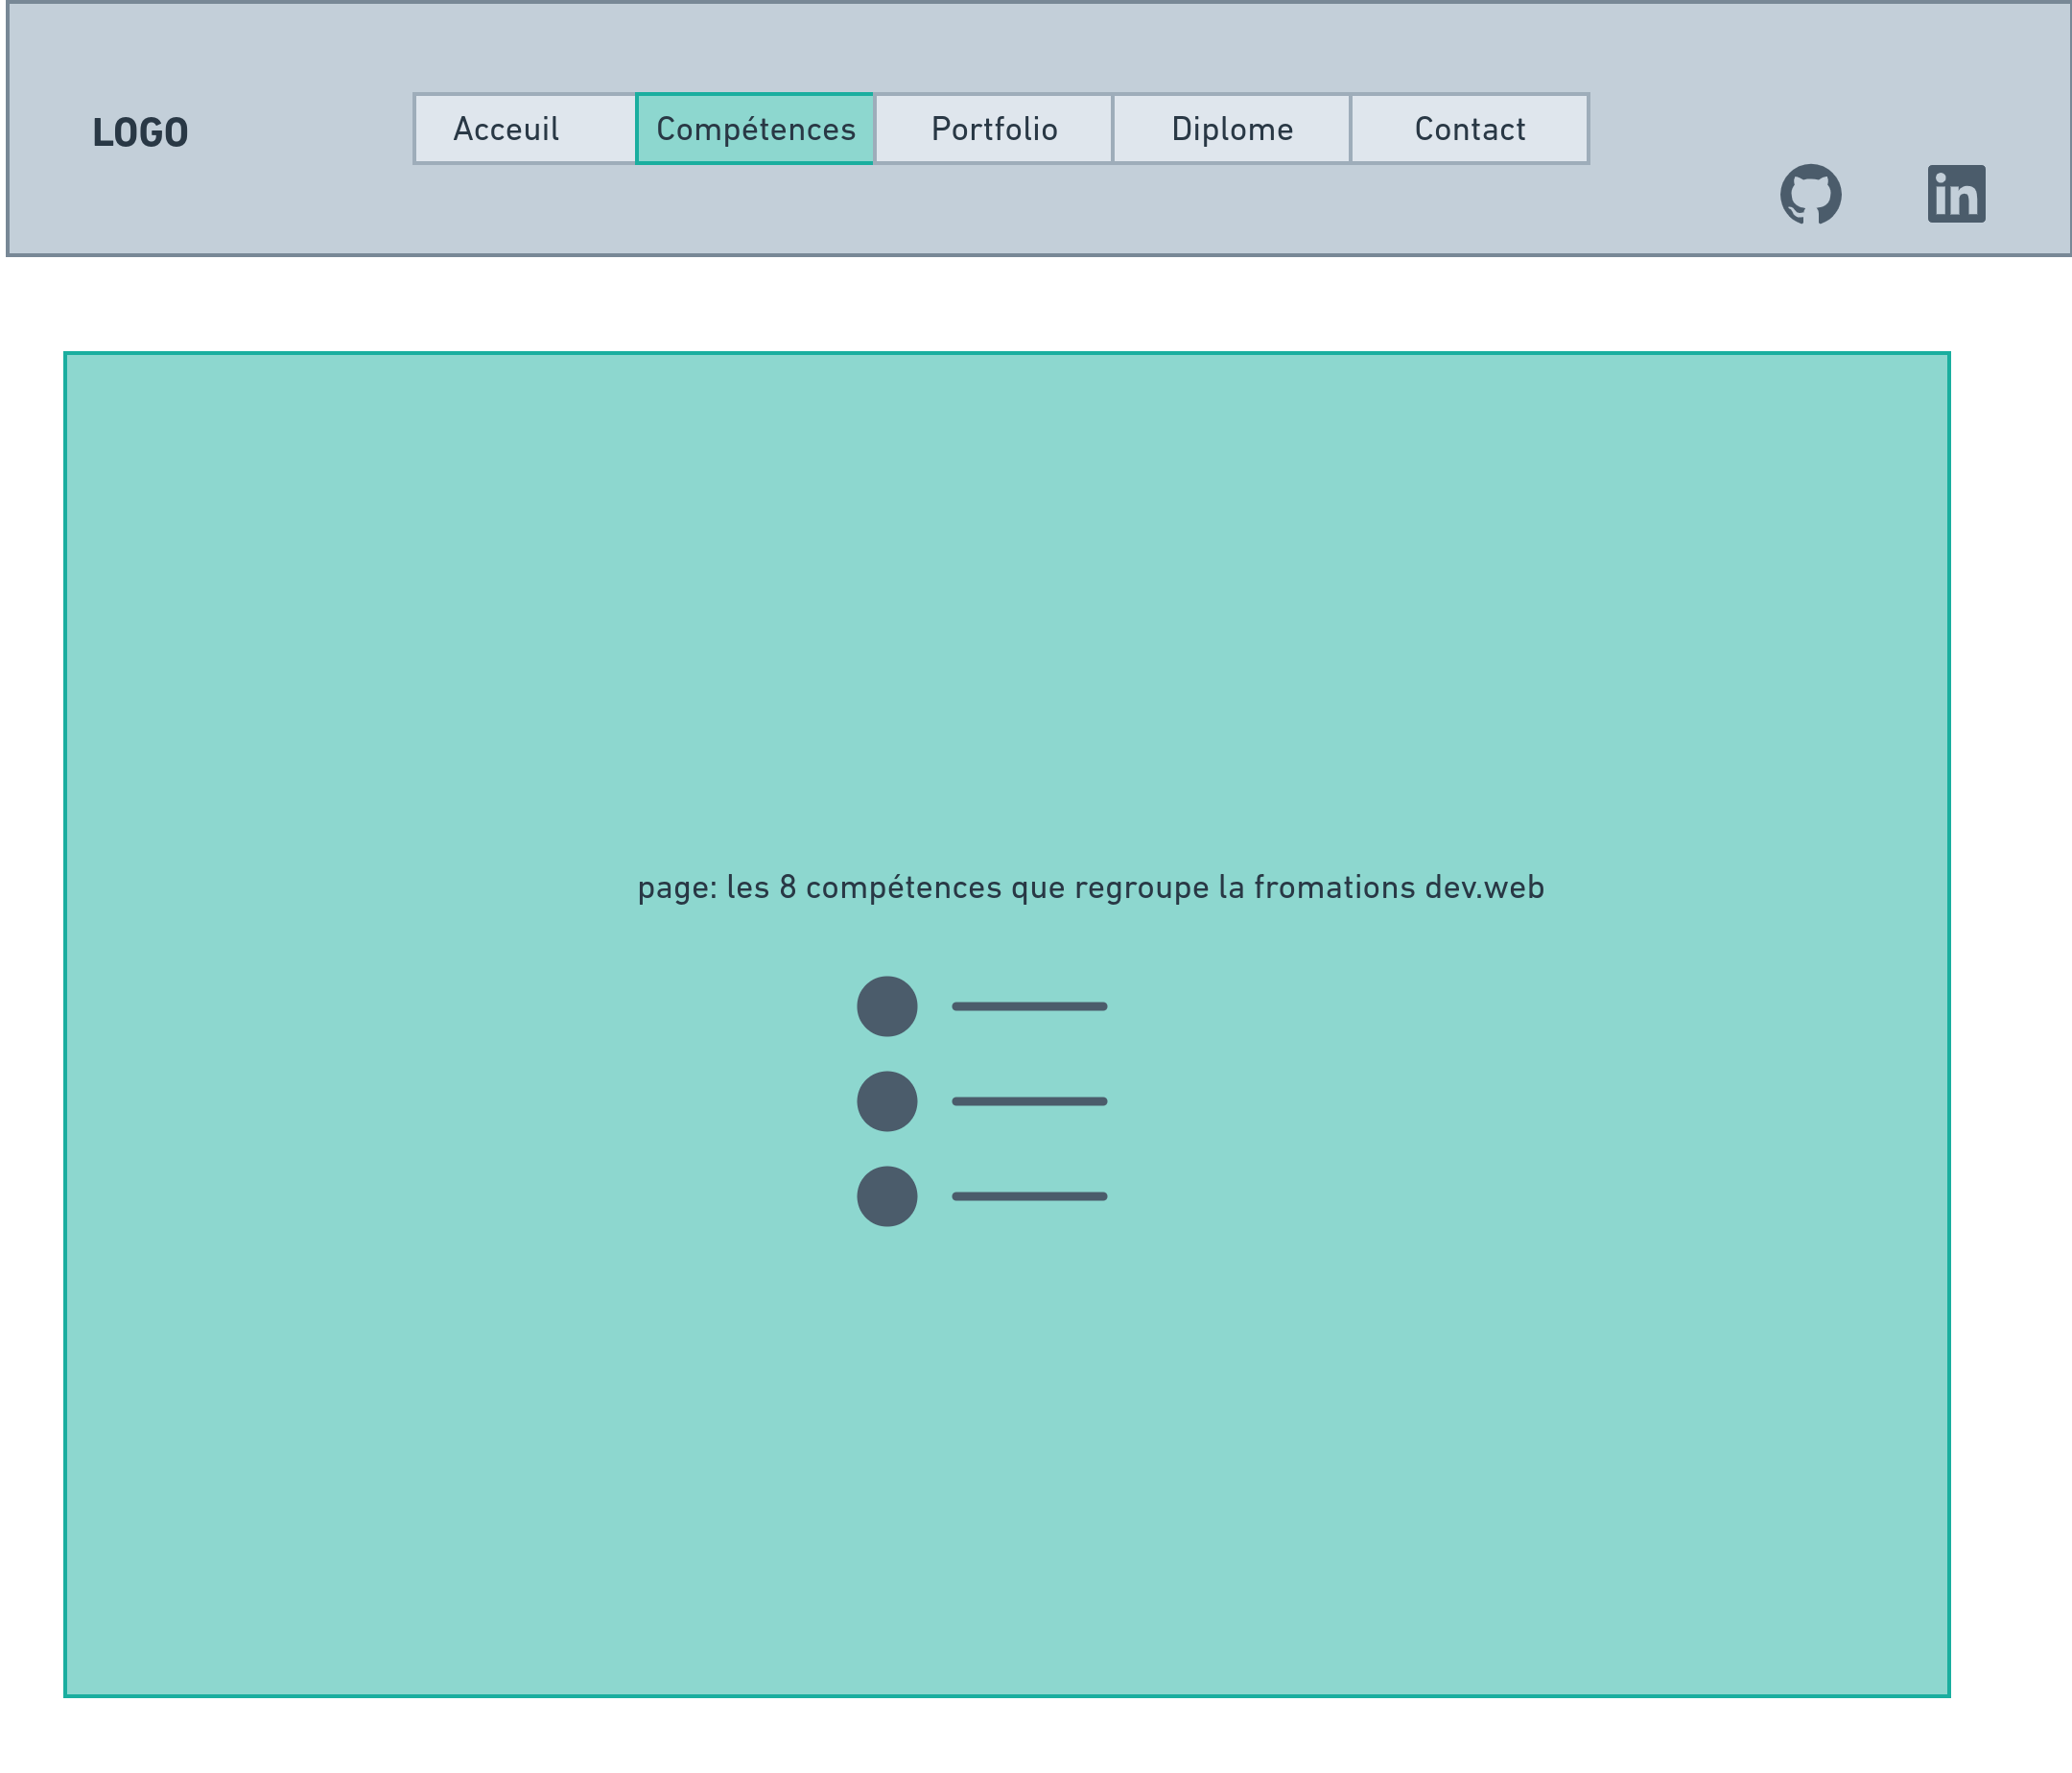 LOGO
Acceuil
Compétences
Portfolio
Diplome
Contact
in
page: les 8 compétences que regroupe la fromations dev.web